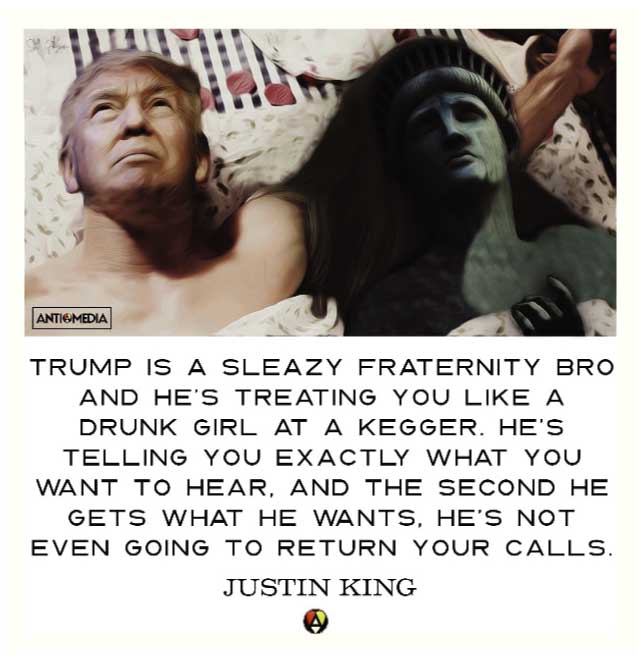 ANTIMEDIA
TRUMP IS A SLEAZY FRATERNITY BRO
AND HE'S TREATING YOU LIKE A
DRUNK GIRL AT A KEGGER. HE'S
TELLING YOU EXACTLY WHAT YOU
WANT TO HEAR, AND THE SECOND HE
GETS WHAT HE WANTS, HE'S NOT
EVEN GOING TO RETURN YOUR CALLS.
JUSTIN KING
A